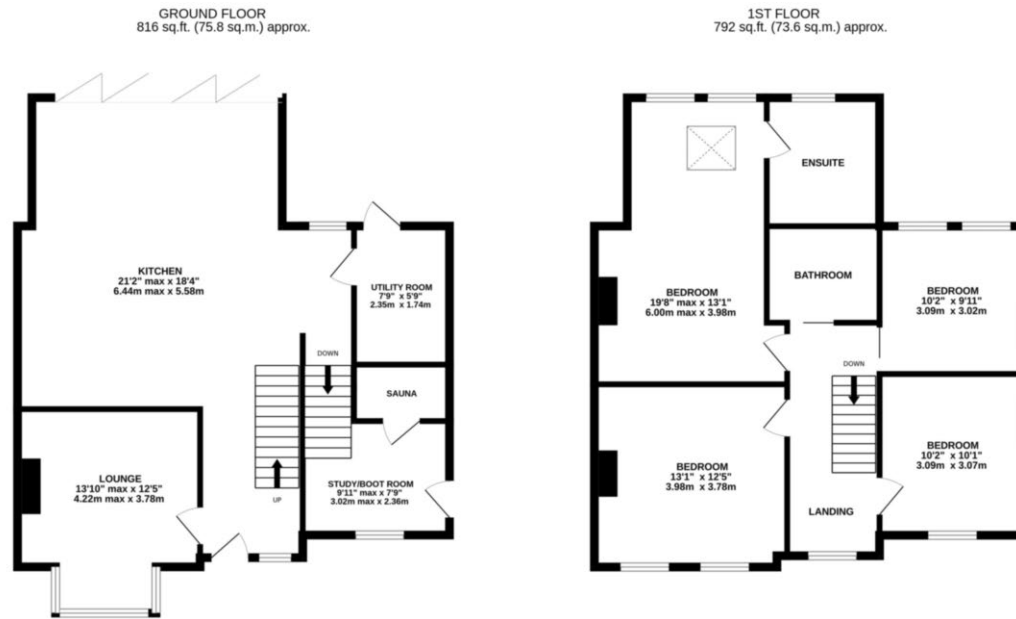 GROUND FLOOR
816 sq.ft. (75.8 sq.m.) approx.
KITCHEN
21'2" max x 18'4"
6.44m max x 5.58m
UTILITY ROOM
7'9" x 5'9"
2.35m x 1.74m
DOWN
SAUNA
LOUNGE
13'10" max x 12'5"
4.22m max x 3.78m
UP
STUDY/BOOT ROOM
9'11" max x 7'9"
3.02m max x 2.36m
1ST FLOOR
792 sq.ft. (73.6 sq.m.) approx.
ENSUITE
BATHROOM
BEDROOM
19'8" max x 13'1"
6.00m max x 3.98m
BEDROOM
10'2" x 9'11"
3.09m x 3.02m
DOWN
BEDROOM
13'1" x 12'5"
3.98m x 3.78m
BEDROOM
10'2" x 10'1"
3.09m x 3.07m
LANDING